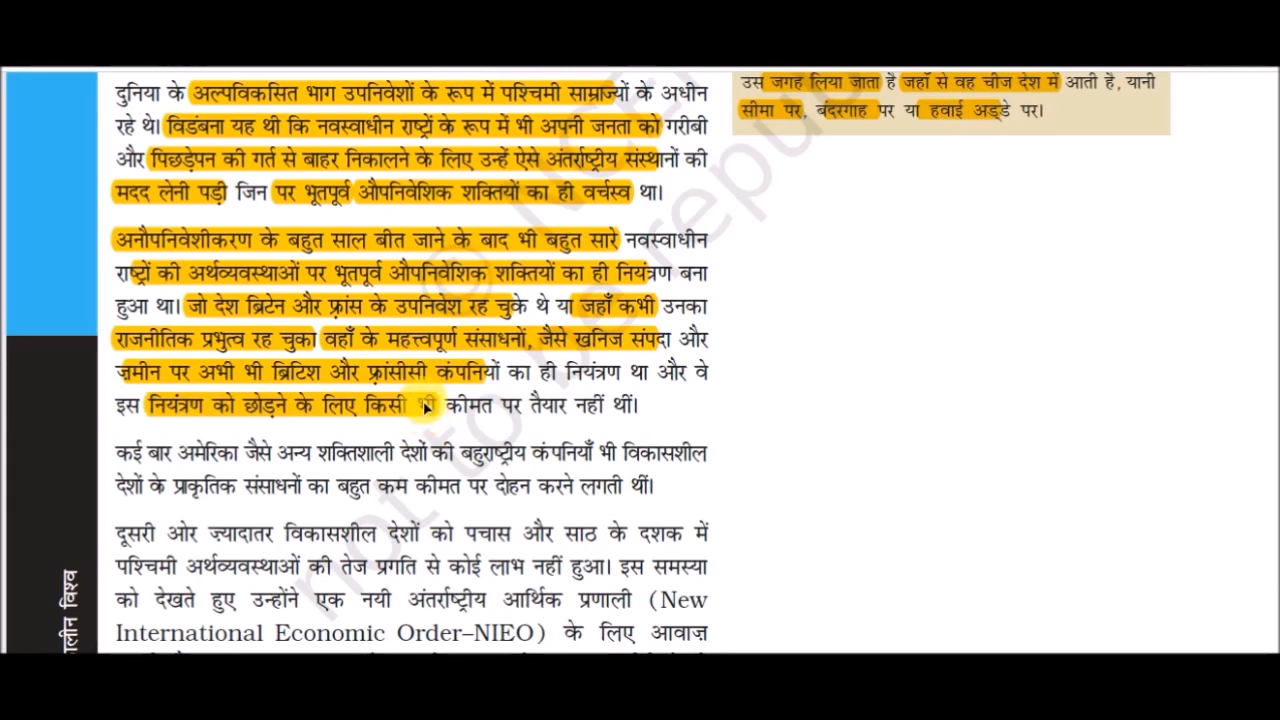 दुनिया के अल्पविकसित भाग उपनिवेशों के रूप में पश्चिमी साम्राज्यों के अधीन
रहे थे। विडंबना यह थी कि नवस्वाधीन राष्ट्रों के रूप में भी अपनी जनता को गरीबी
और पिछड़ेपन की गर्त से बाहर निकालने के लिए उन्हें ऐसे अंतर्राष्ट्रीय संस्थानों की
मदद लेनी पड़ी जिन पर भूतपूर्व औपनिवेशिक शक्तियों का ही वर्चस्व था।
अनौपनिवेशीकरण के बहुत साल बीत जाने के बाद भी बहुत सारे नवस्वाधीन
राष्ट्रों की अर्थव्यवस्थाओं पर भूतपूर्व औपनिवेशिक शक्तियों का ही नियंत्रण बना
हुआ था। जो देश ब्रिटेन और फ़्रांस के उपनिवेश रह चुके थे या जहाँ कभी उनका
राजनीतिक प्रभुत्व रह चुका वहाँ के महत्त्वपूर्ण संसाधनों, जैसे खनिज संपदा और
ज़मीन पर अभी भी ब्रिटिश और फ़्रांसीसी कंपनियों का ही नियंत्रण था और वे
इस नियंत्रण को छोड़ने के लिए किसी भी कीमत पर तैयार नहीं थीं।
कई बार अमेरिका जैसे अन्य शक्तिशाली देशों की बहुराष्ट्रीय कंपनियाँ भी विकासशील
देशों के प्राकृतिक संसाधनों का बहुत कम कीमत पर दोहन करने लगती थीं।
दूसरी ओर ज़्यादातर विकासशील देशों को पचास और साठ के दशक में
पश्चिमी अर्थव्यवस्थाओं की तेज प्रगति से कोई लाभ नहीं हुआ। इस समस्या
को देखते हुए उन्होंने एक नयी अंतर्राष्ट्रीय आर्थिक प्रणाली (New
International Economic Order–NIEO) के लिए आवाज़
उस जगह लिया जाता है जहाँ से वह चीज देश में आती है, यानी
सीमा पर, बंदरगाह पर या हवाई अड्डे पर।
विश्व
not to be